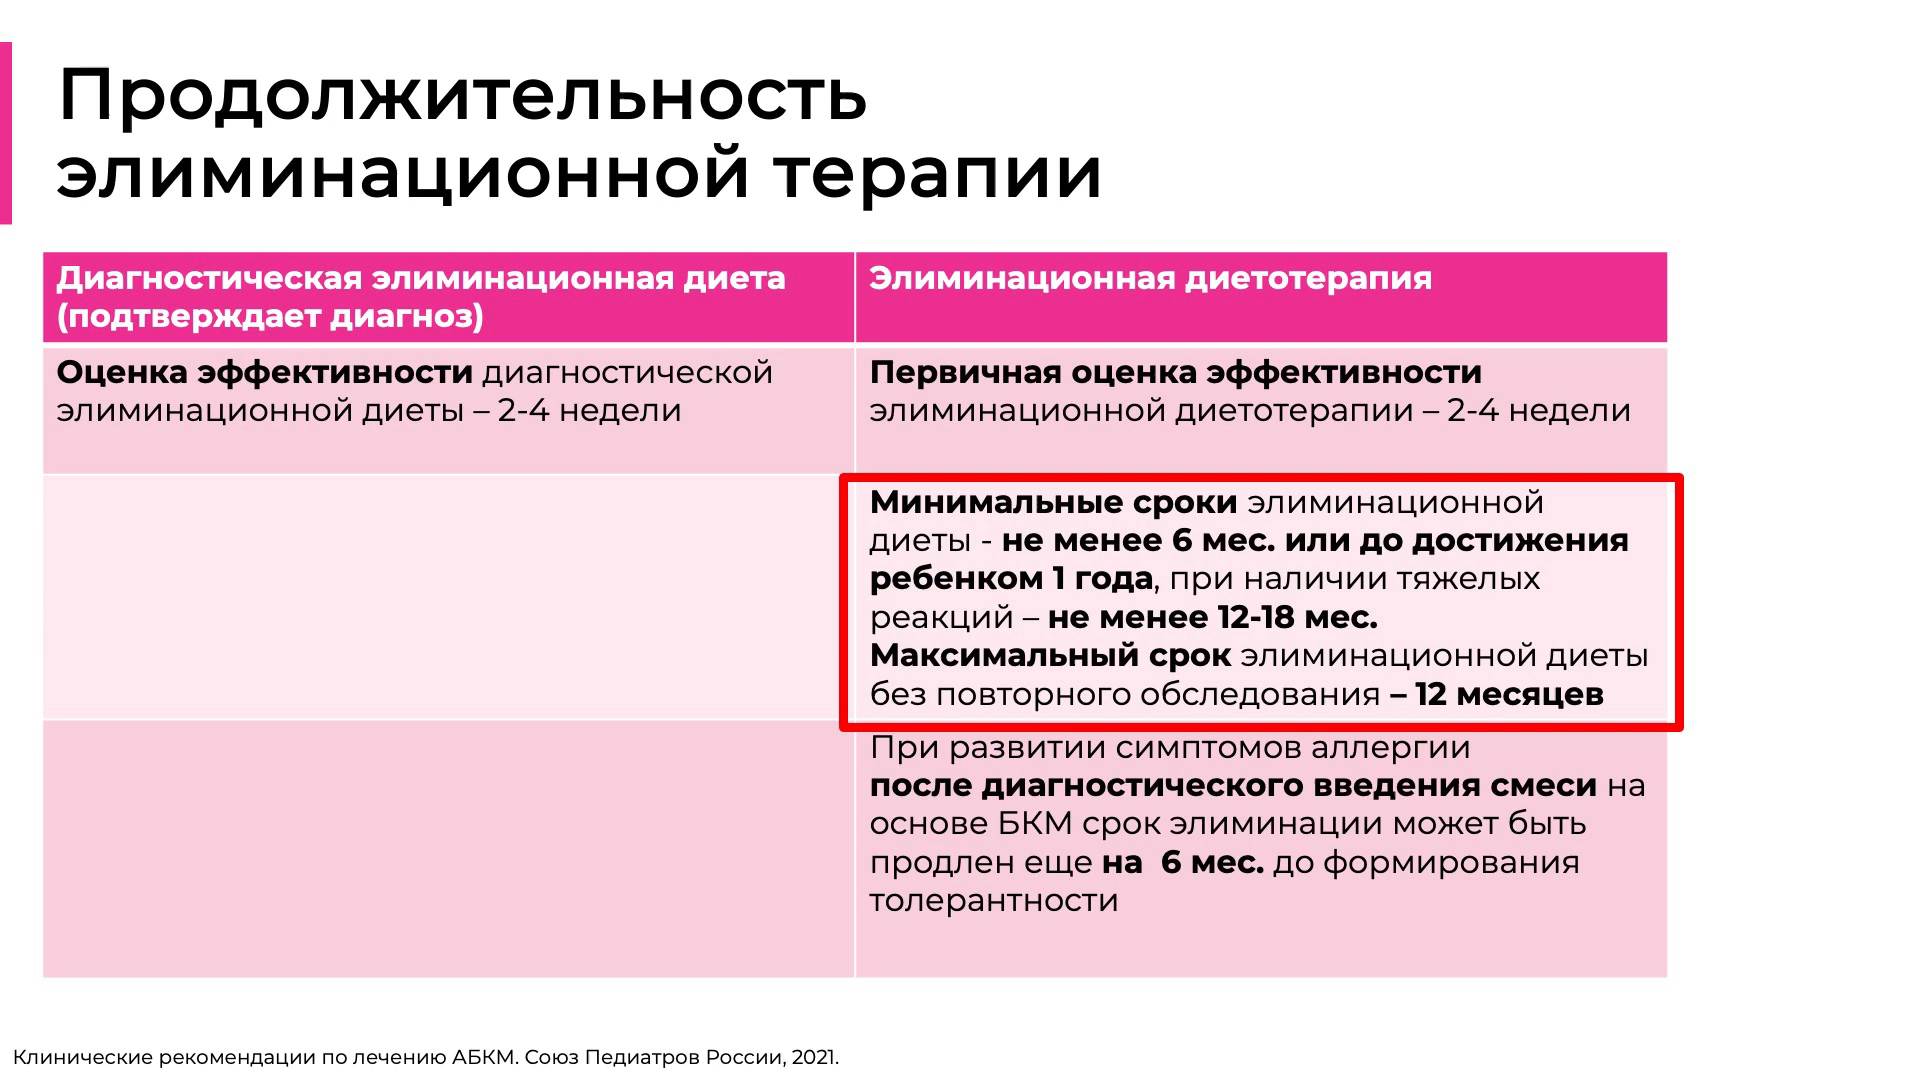 Продолжительность
элиминационной терапии
Диагностическая элиминационная диета
(подтверждает диагноз)
Элиминационная диетотерапия
Оценка эффективности диагностической
элиминационной диеты – 2-4 недели
Первичная оценка эффективности
элиминационной диетотерапии – 2-4 недели
Минимальные сроки элиминационной
диеты - не менее 6 мес. или до достижения
ребенком 1 года, при наличии тяжелых
реакций – не менее 12-18 мес.
Максимальный срок элиминационной диеты
без повторного обследования – 12 месяцев
При развитии симптомов аллергии
после диагностического введения смеси на
основе БКМ срок элиминации может быть
продлен еще на  6 мес. до формирования
толерантности
Клинические рекомендации по лечению АБКМ. Союз Педиатров России, 2021.